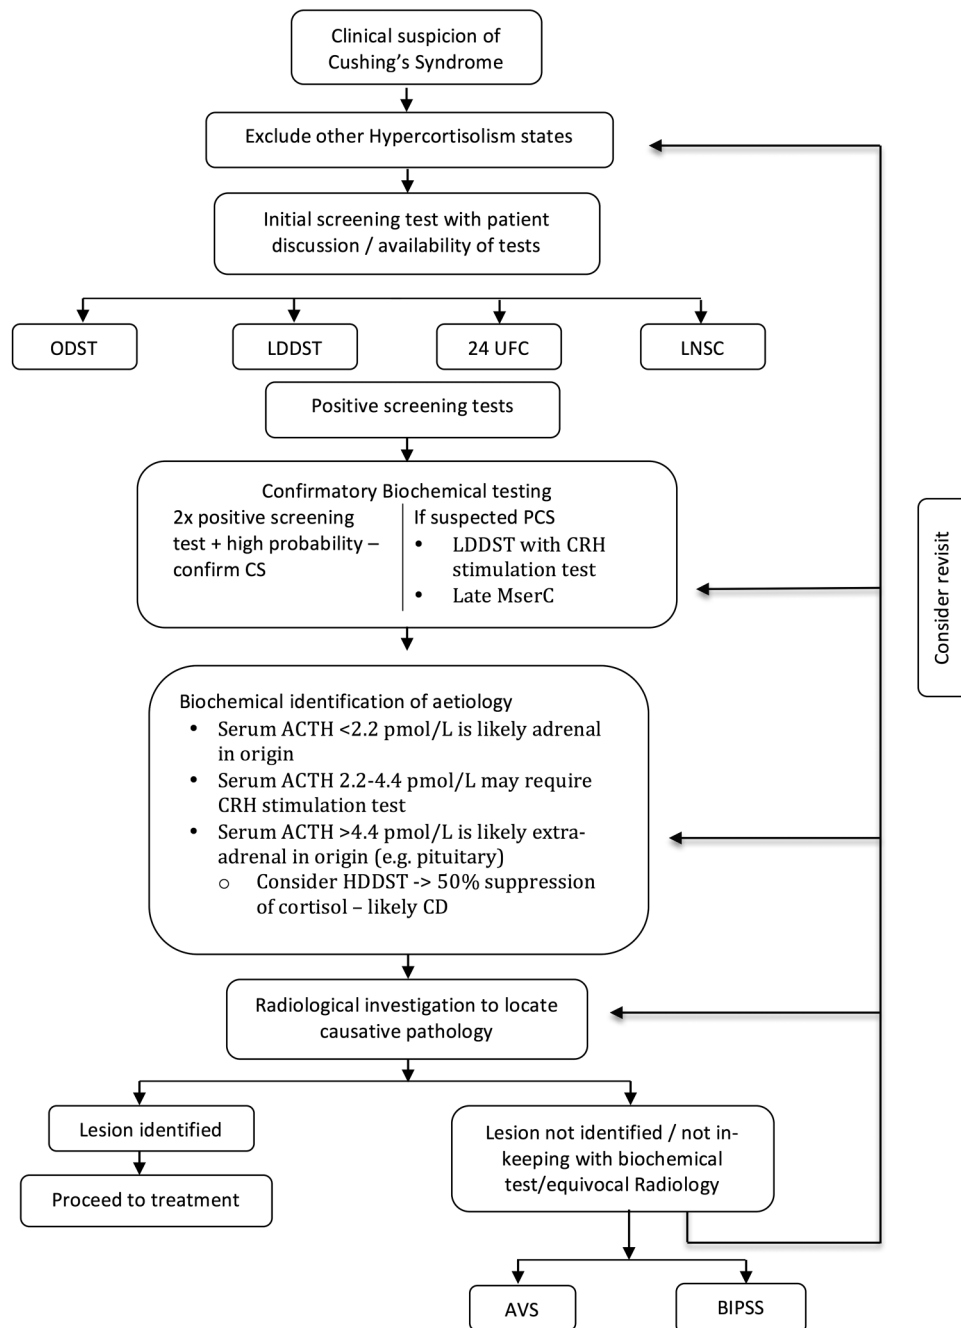 Clinical suspicion of
Cushing’s Syndrome
Exclude other Hypercortisolism states
Initial screening test with patient
discussion / availability of tests
ODST
LDDST
24 UFC
LNSC
Positive screening tests
Confirmatory Biochemical testing
2x positive screening
test + high probability –
confirm CS
If suspected PCS
• LDDST with CRH
stimulation test
• Late MserC
Biochemical identification of aetiology
• Serum ACTH <2.2 pmol/L is likely adrenal
in origin
• Serum ACTH 2.2-4.4 pmol/L may require
CRH stimulation test
• Serum ACTH >4.4 pmol/L is likely extra-
adrenal in origin (e.g. pituitary)
o Consider HDDST -> 50% suppression
of cortisol – likely CD
Radiological investigation to locate
causative pathology
Lesion identified
Proceed to treatment
Lesion not identified / not in-
keeping with biochemical
test/equivocal Radiology
AVS
BIPSS
Consider revisit